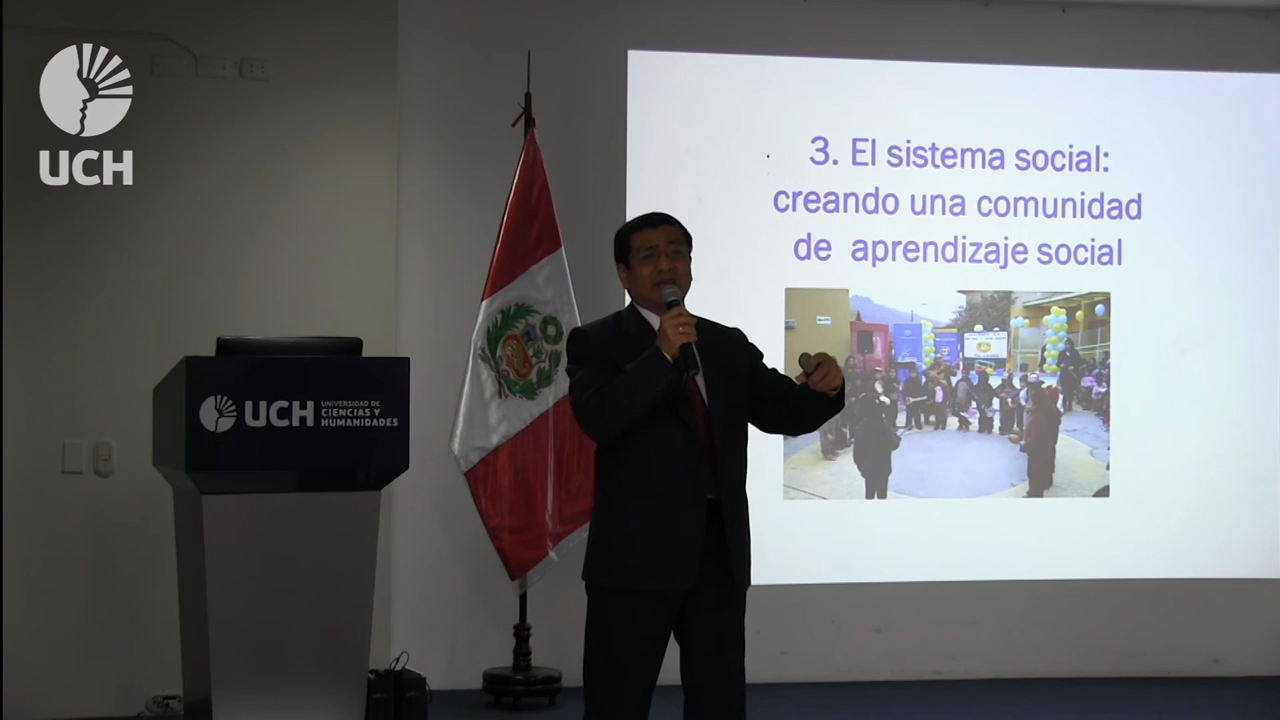 UCH
3. El sistema social:
creando una comunidad
de aprendizaje social
UCH
UNIVERSIDAD DE
CIENCIAS Y
HUMANIDADES